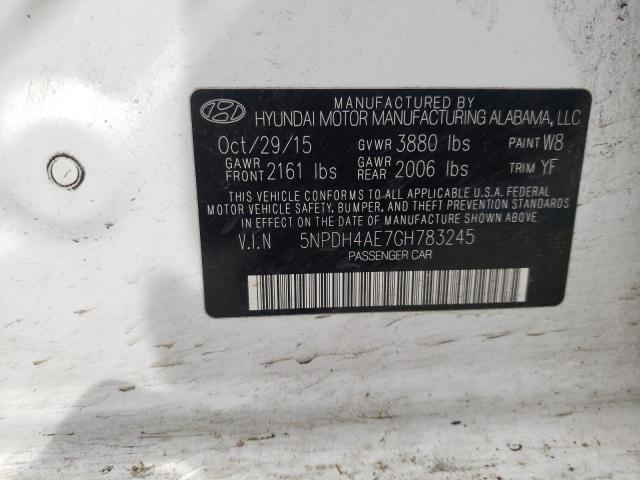 MANUFACTURED BY
HYUNDAI MOTOR MANUFACTURING ALABAMA, LLC
Oct/29/15 GVWR 3880 lbs PAINT W8
GAWR FRONT 2161 lbs GAWR REAR 2006 lbs TRIM YF
THIS VEHICLE CONFORMS TO ALL APPLICABLE U.S.A. FEDERAL
MOTOR VEHICLE SAFETY, BUMPER, AND THEFT PREVENTION
STANDARDS IN EFFECT ON THE DATE OF MANUFACTURE SHOWN ABOVE.
V.I.N 5NPDH4AE7GH783245
PASSENGER CAR